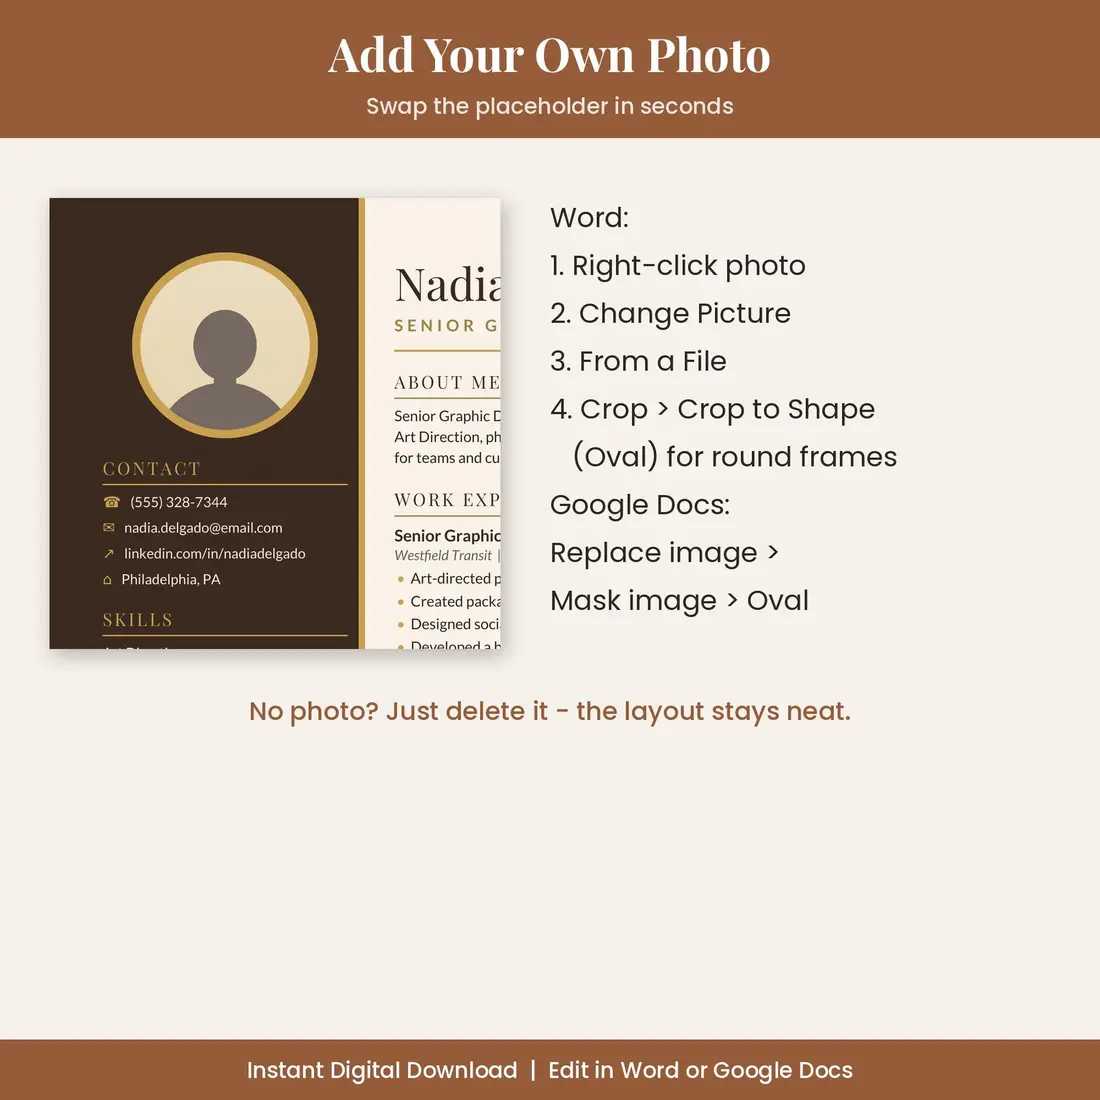 Add Your Own Photo
Swap the placeholder in seconds
Nadia
SENIOR G
ABOUT ME
Senior Graphic D
Art Direction, ph
for teams and cu
WORK EXP
Senior Graphic
Westfield Transit |
Art-directed p
Created packa
Designed soci
Developed a b
CONTACT
☎ (555) 328-7344
✉ nadia.delgado@email.com
↗ linkedin.com/in/nadiadelgado
⌂ Philadelphia, PA
SKILLS
Word:
1. Right-click photo
2. Change Picture
3. From a File
4. Crop > Crop to Shape
(Oval) for round frames
Google Docs:
Replace image >
Mask image > Oval
No photo? Just delete it - the layout stays neat.
Instant Digital Download | Edit in Word or Google Docs